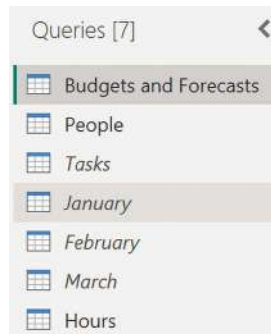 Queries [7]
Budgets and Forecasts
People
Tasks
January
February
March
Hours